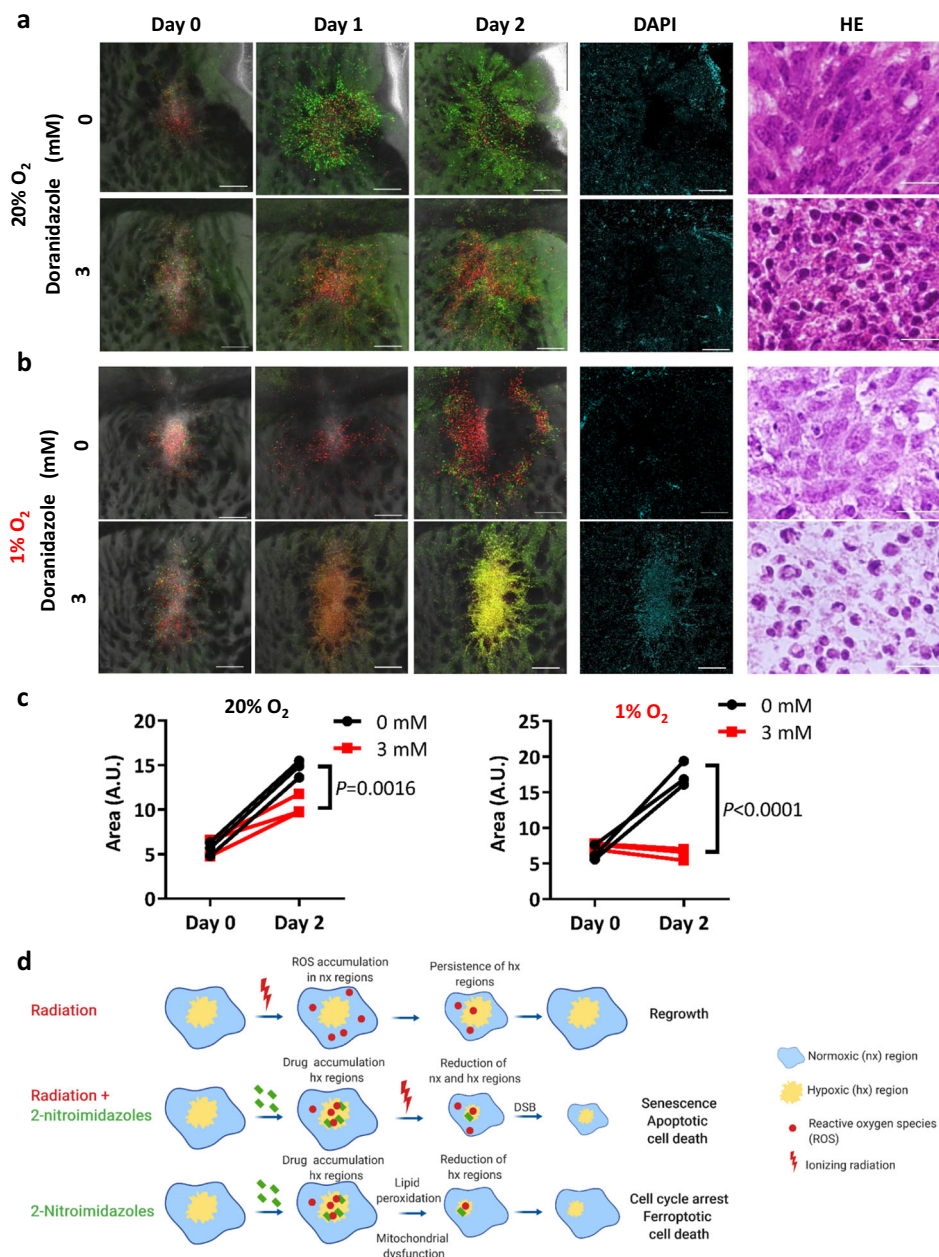 a
Day 0
Day 1
Day 2
DAPI
HE
20% O₂
Doranidazole (mM)
0
3
b
1% O₂
Doranidazole (mM)
0
3
c
20% O₂
0 mM
3 mM
Area (A.U.)
20
15
10
5
0
P=0.0016
Day 0
Day 2
1% O₂
0 mM
3 mM
Area (A.U.)
25
20
15
10
5
0
P<0.0001
Day 0
Day 2
d
Radiation
ROS accumulation
in nx regions
Persistence of hx
regions
Regrowth
Radiation +
2-nitroimidazoles
Drug accumulation
hx regions
Reduction of
nx and hx regions
DSB
Senescence
Apoptotic
cell death
2-Nitroimidazoles
Drug accumulation
hx regions
Lipid
peroxidation
Mitochondrial
dysfunction
Reduction of
hx regions
Cell cycle arrest
Ferroptotic
cell death
Normoxic (nx) region
Hypoxic (hx) region
Reactive oxygen species
(ROS)
Ionizing radiation